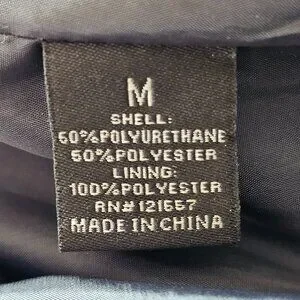 M
SHELL:
50%POLYURETHANE
50%POLYESTER
LINING:
100%POLYESTER
RN#121557
MADE IN CHINA